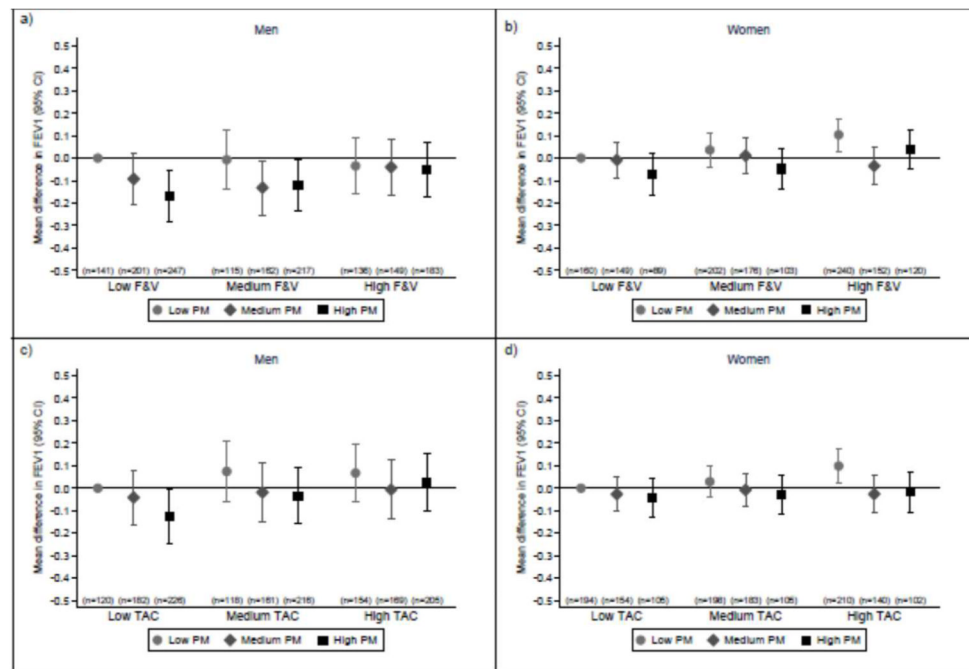 a)
Men
Mean difference in FEV1 (95% CI)
0.5
0.4
0.3
0.2
0.1
0.0
-0.1
-0.2
-0.3
-0.4
-0.5
(n=141) (n=201) (n=247) (n=115) (n=162) (n=217) (n=136) (n=149) (n=183)
Low F&V Medium F&V High F&V
Low PM Medium PM High PM
b)
Women
Mean difference in FEV1 (95% CI)
0.5
0.4
0.3
0.2
0.1
0.0
-0.1
-0.2
-0.3
-0.4
-0.5
(n=160) (n=149) (n=89) (n=202) (n=176) (n=103) (n=240) (n=152) (n=120)
Low F&V Medium F&V High F&V
Low PM Medium PM High PM
c)
Men
Mean difference in FEV1 (95% CI)
0.5
0.4
0.3
0.2
0.1
0.0
-0.1
-0.2
-0.3
-0.4
-0.5
(n=120) (n=182) (n=226) (n=118) (n=161) (n=216) (n=154) (n=169) (n=205)
Low TAC Medium TAC High TAC
Low PM Medium PM High PM
d)
Women
Mean difference in FEV1 (95% CI)
0.5
0.4
0.3
0.2
0.1
0.0
-0.1
-0.2
-0.3
-0.4
-0.5
(n=194) (n=154) (n=105) (n=198) (n=183) (n=105) (n=210) (n=140) (n=102)
Low TAC Medium TAC High TAC
Low PM Medium PM High PM